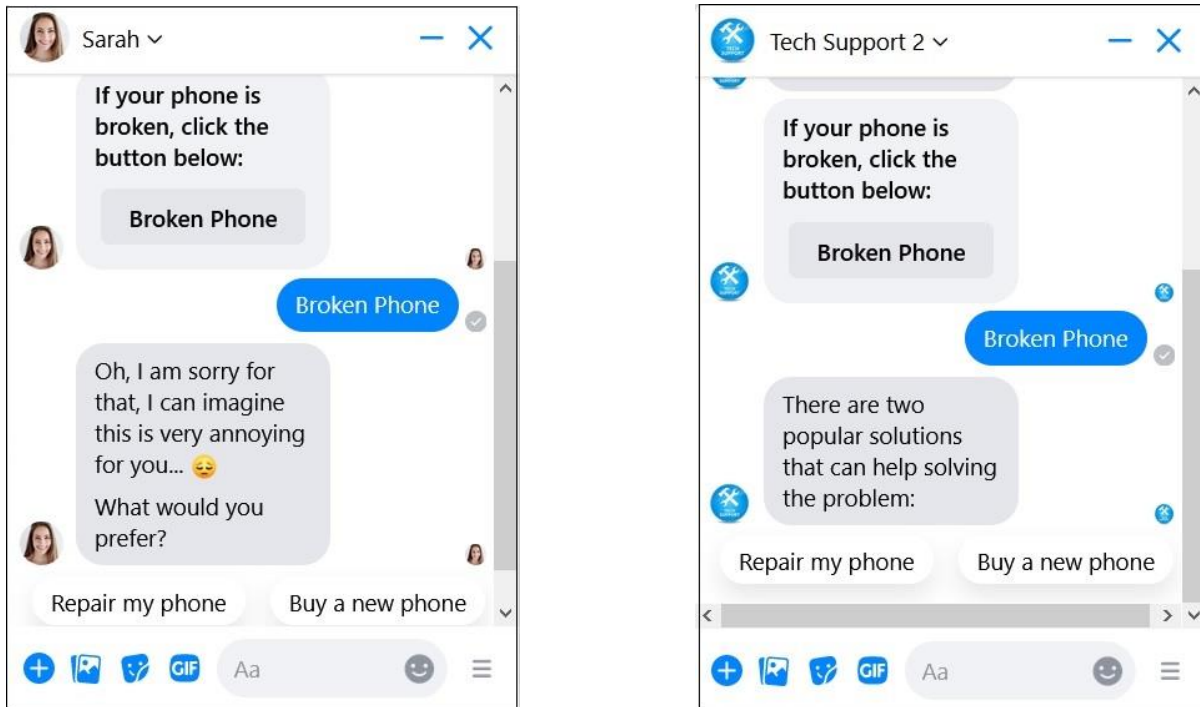 Sarah
If your phone is
broken, click the
button below:
Broken Phone
Broken Phone
Oh, I am sorry for
that, I can imagine
this is very annoying
for you... 😔
What would you
prefer?
Repair my phone
Buy a new phone
GIF
Aa
Tech Support 2
If your phone is
broken, click the
button below:
Broken Phone
Broken Phone
There are two
popular solutions
that can help solving
the problem:
Repair my phone
Buy a new phone
GIF
Aa